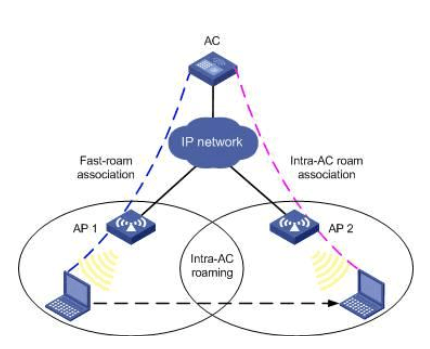 AC
IP network
Fast-roam
association
Intra-AC roam
association
AP 1
AP 2
Intra-AC
roaming